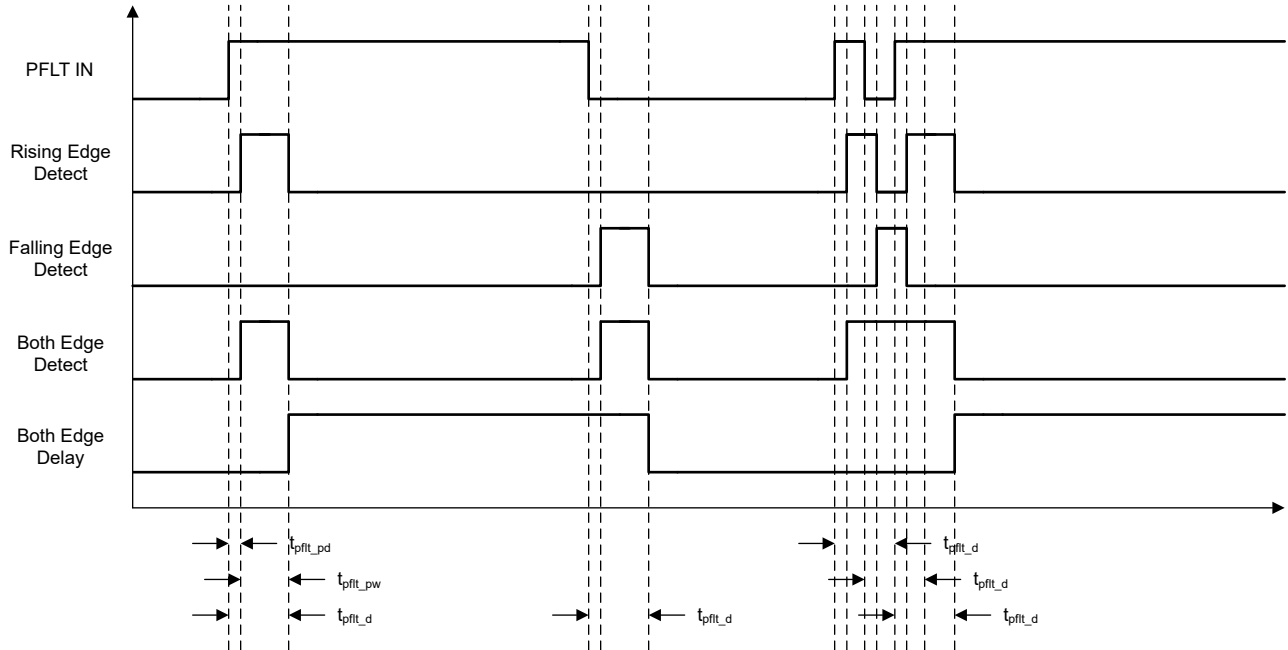 PFLT IN
Rising Edge
Detect
Falling Edge
Detect
Both Edge
Detect
Both Edge
Delay
tpflt_pd
tpflt_d
tpflt_pw
tpflt_d
tpflt_d
tpflt_d
tpflt_d